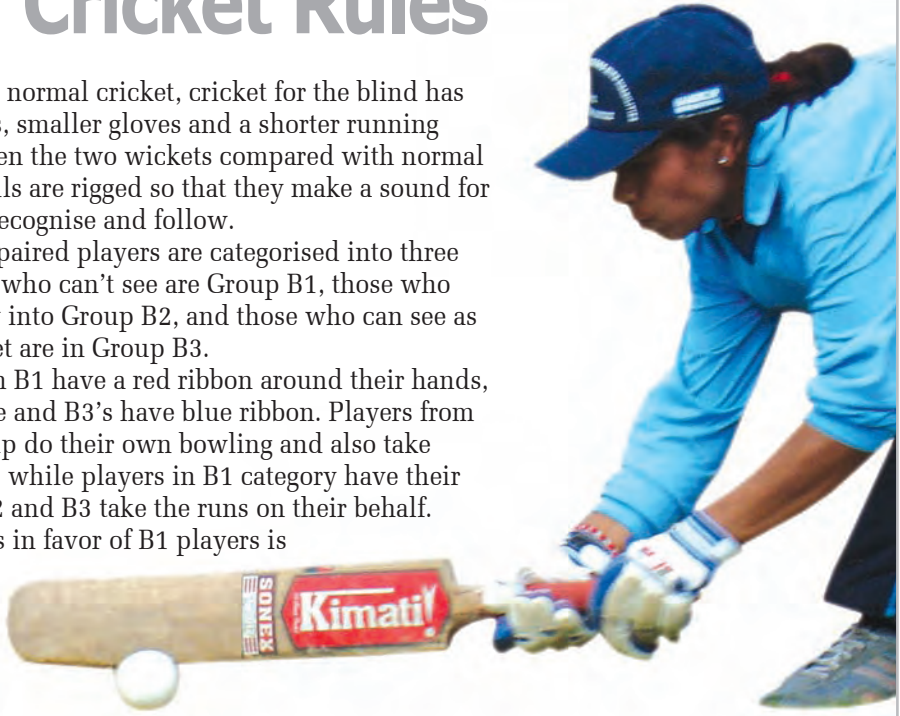 Cricket Rules
normal cricket, cricket for the blind has
s, smaller gloves and a shorter running
en the two wickets compared with normal
lls are rigged so that they make a sound for
ecognise and follow.
paired players are categorised into three
who can't see are Group B1, those who
into Group B2, and those who can see as
et are in Group B3.
n B1 have a red ribbon around their hands,
e and B3's have blue ribbon. Players from
up do their own bowling and also take
while players in B1 category have their
2 and B3 take the runs on their behalf.
s in favor of B1 players is
SONEX
Kimati